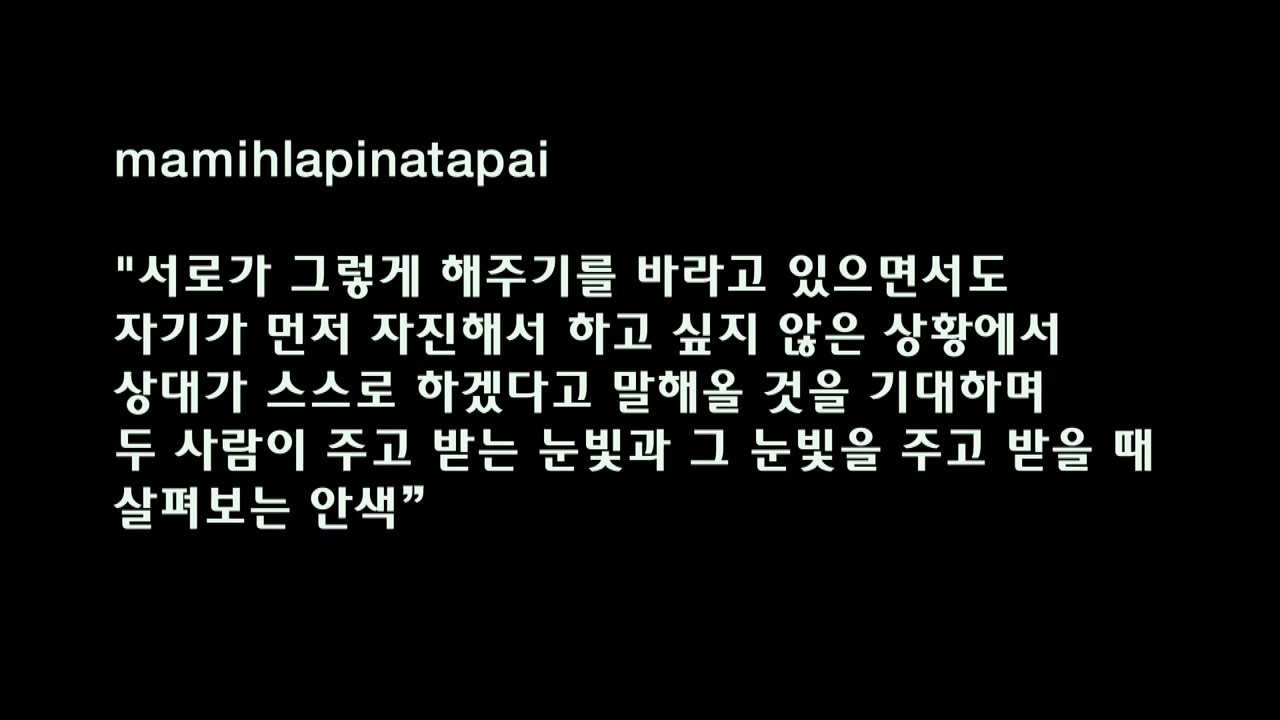 mamihlapinatapai
"서로가 그렇게 해주기를 바라고 있으면서도
자기가 먼저 자진해서 하고 싶지 않은 상황에서
상대가 스스로 하겠다고 말해올 것을 기대하며
두 사람이 주고 받는 눈빛과 그 눈빛을 주고 받을 때
살펴보는 안색”